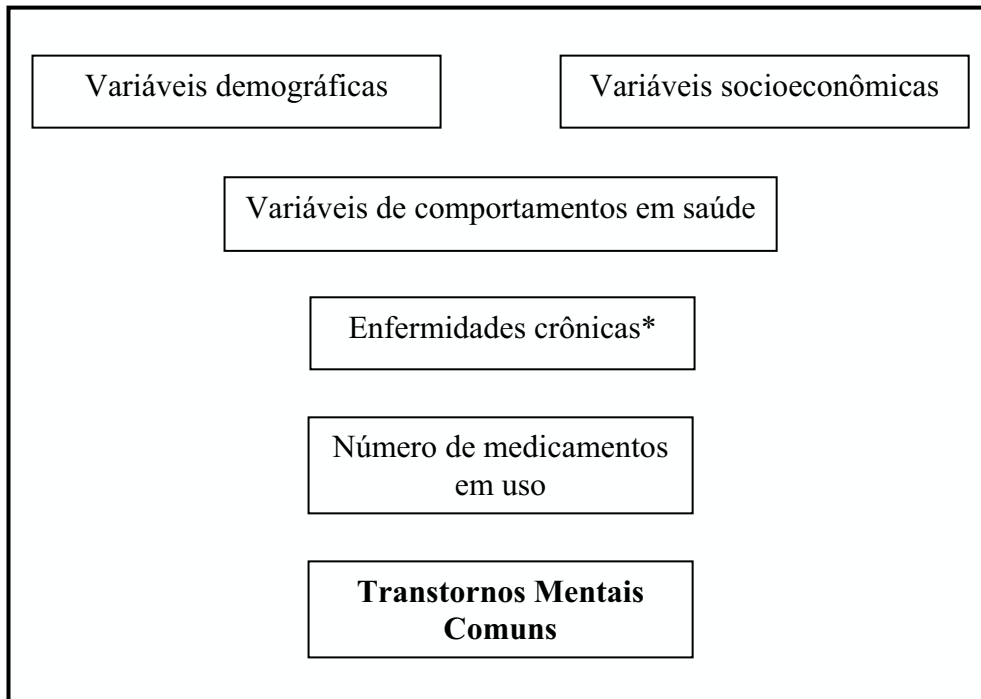 Variáveis demográficas
Variáveis socioeconômicas
Variáveis de comportamentos em saúde
Enfermidades crônicas*
Número de medicamentos
em uso
Transtornos Mentais
Comuns